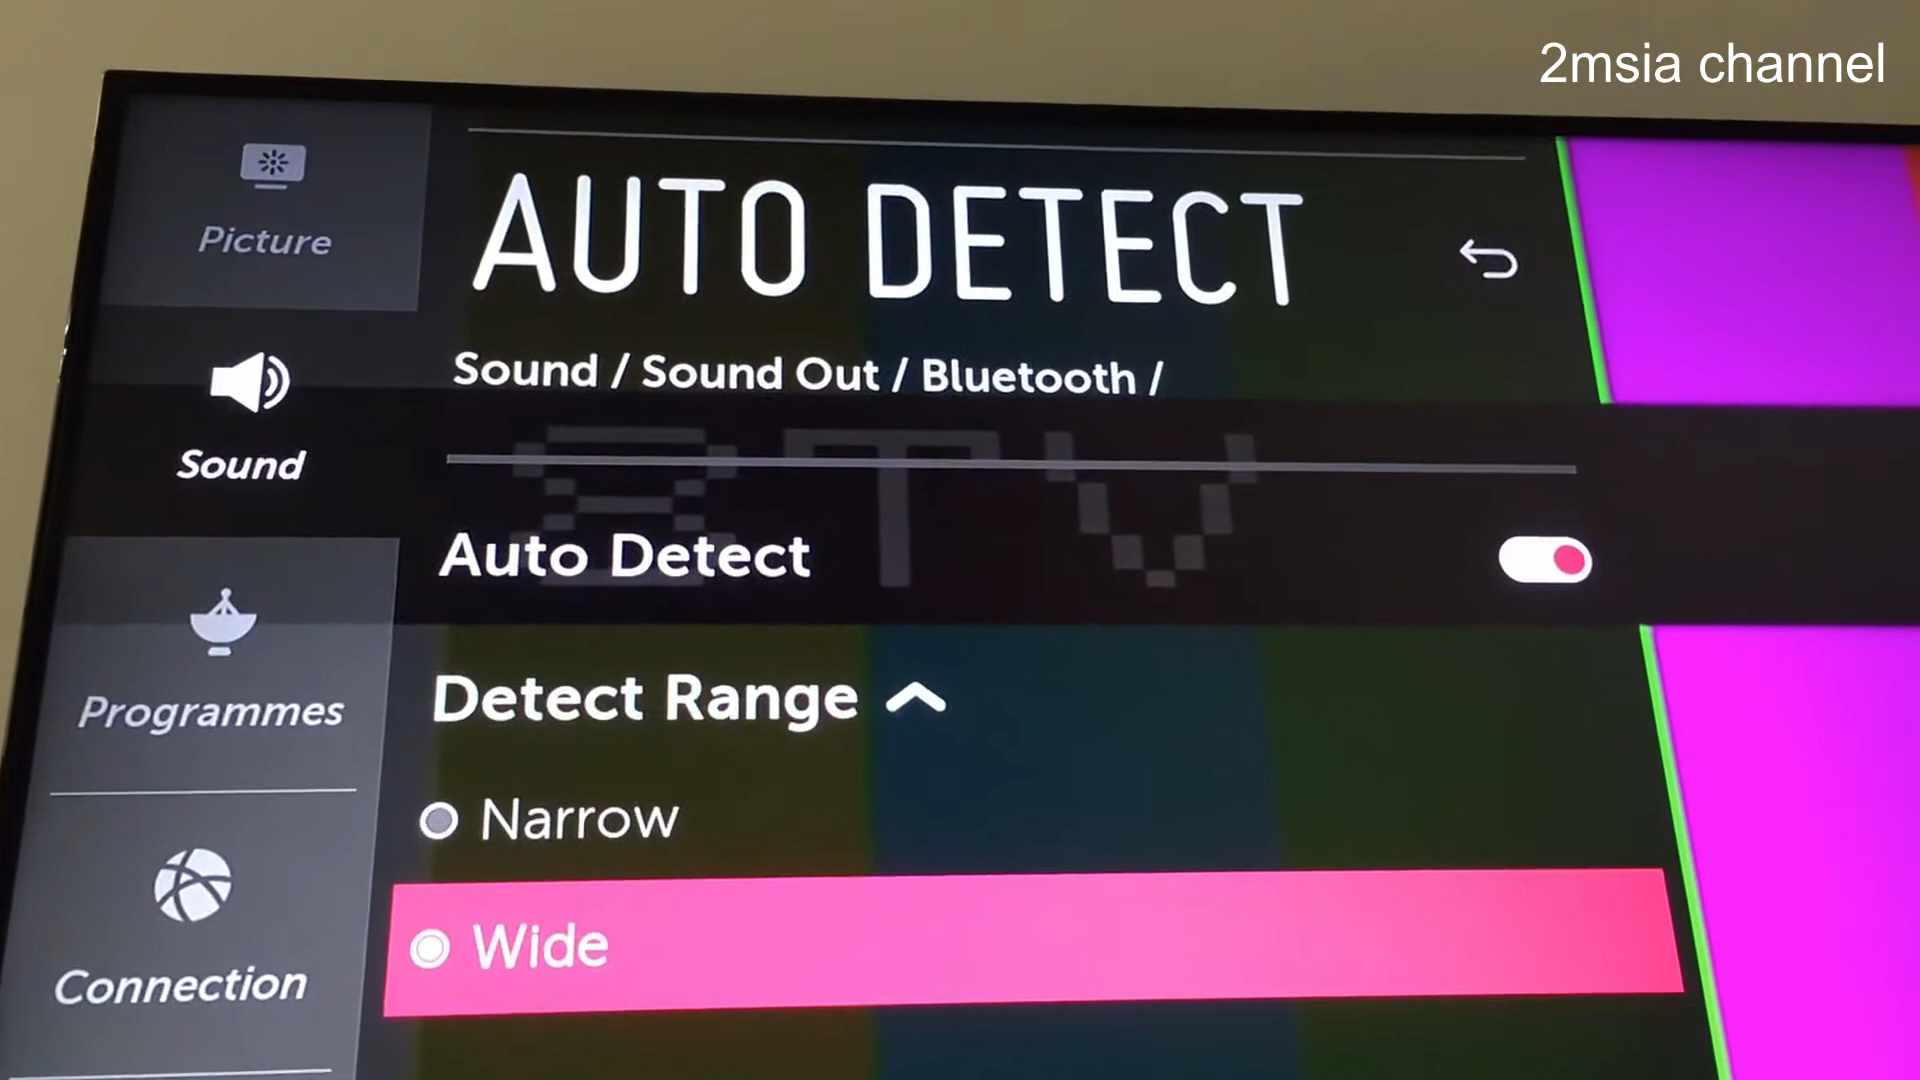 2msia channel
Picture
AUTO DETECT
Sound / Sound Out / Bluetooth /
Sound
Auto Detect
Programmes
Detect Range
Narrow
Connection
Wide